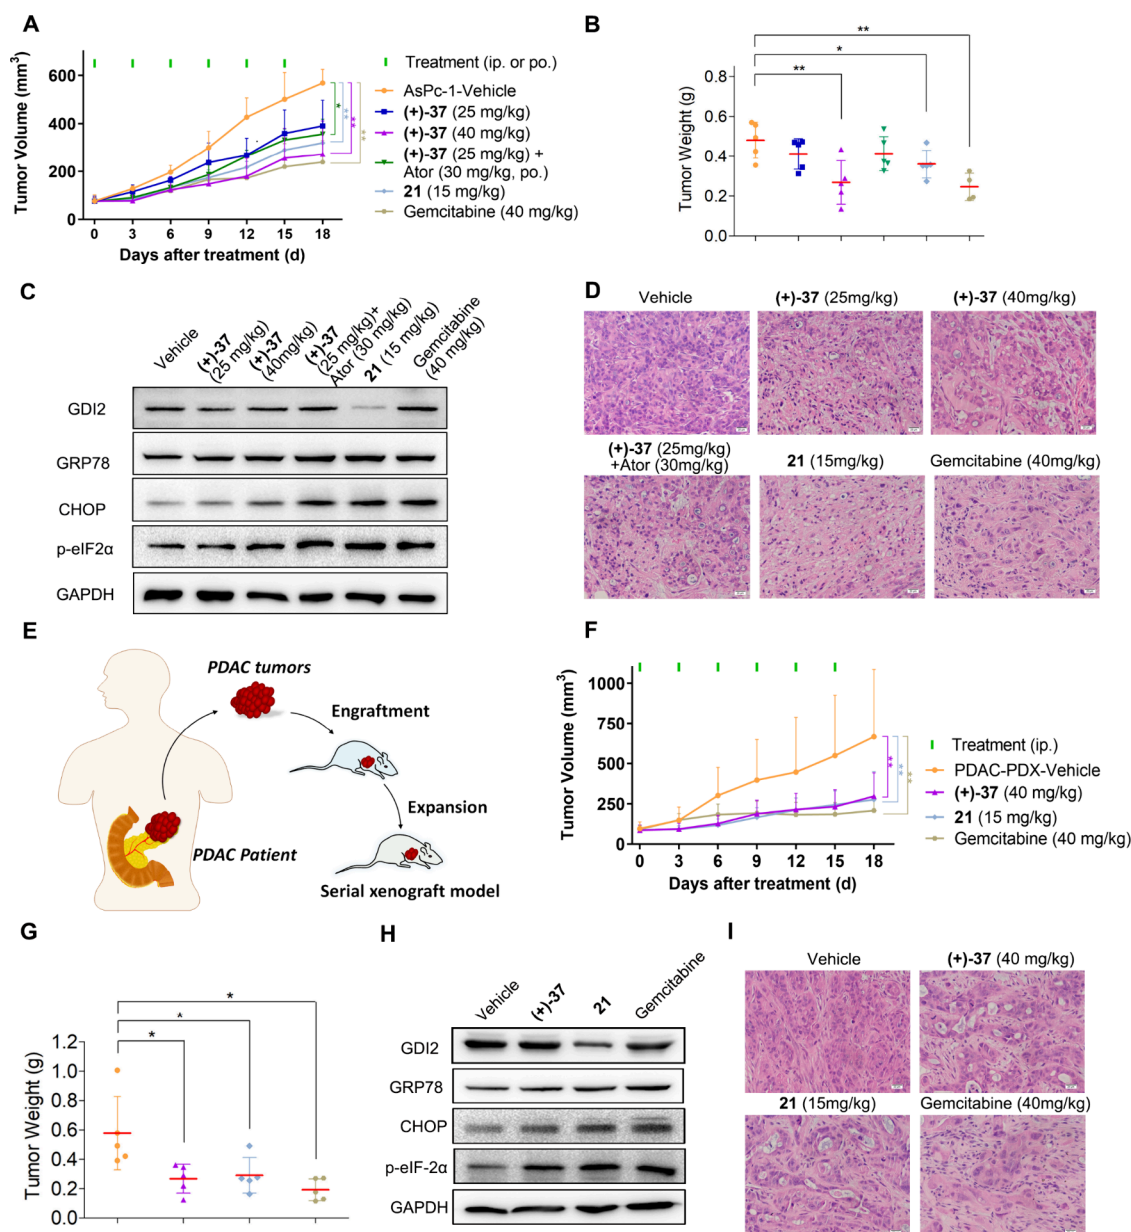 A
Tumor Volume (mm³)
600
400
200
0
0 3 6 9 12 15 18
Days after treatment (d)
* ** ** **
Treatment (ip. or po.)
AsPc-1-Vehicle
(+)-37 (25 mg/kg)
(+)-37 (40 mg/kg)
(+)-37
(25 mg/kg) +
Ator (30 mg/kg, po.)
21 (15 mg/kg)
Gemcitabine (40 mg/kg)
B
Tumor Weight (g)
0.8
0.6
0.4
0.2
0.0
**
*
**
C
Vehicle
(+)-37
(25 mg/kg)
(+)-37
(40mg/kg)
(+)-37
(25 mg/kg)+
Ator (30 mg/kg)
21 (15 mg/kg)
Gemcitabine
(40 mg/kg)
GDI2
GRP78
CHOP
p-eIF2α
GAPDH
D
Vehicle
(+)-37 (25mg/kg)
(+)-37 (40mg/kg)
(+)-37 (25mg/kg)
+Ator (30mg/kg)
21 (15mg/kg)
Gemcitabine (40mg/kg)
E
PDAC tumors
Engraftment
Expansion
PDAC Patient
Serial xenograft model
F
Tumor Volume (mm³)
1000
750
500
250
0
0 3 6 9 12 15 18
Days after treatment (d)
** ** **
Treatment (ip.)
PDAC-PDX-Vehicle
(+)-37 (40 mg/kg)
21 (15 mg/kg)
Gemcitabine (40 mg/kg)
G
Tumor Weight (g)
1.2
1.0
0.8
0.6
0.4
0.2
0.0
*
*
*
H
Vehicle
(+)-37
21
Gemcitabine
GDI2
GRP78
CHOP
p-eIF-2α
GAPDH
I
Vehicle
(+)-37 (40 mg/kg)
21 (15mg/kg)
Gemcitabine (40mg/kg)